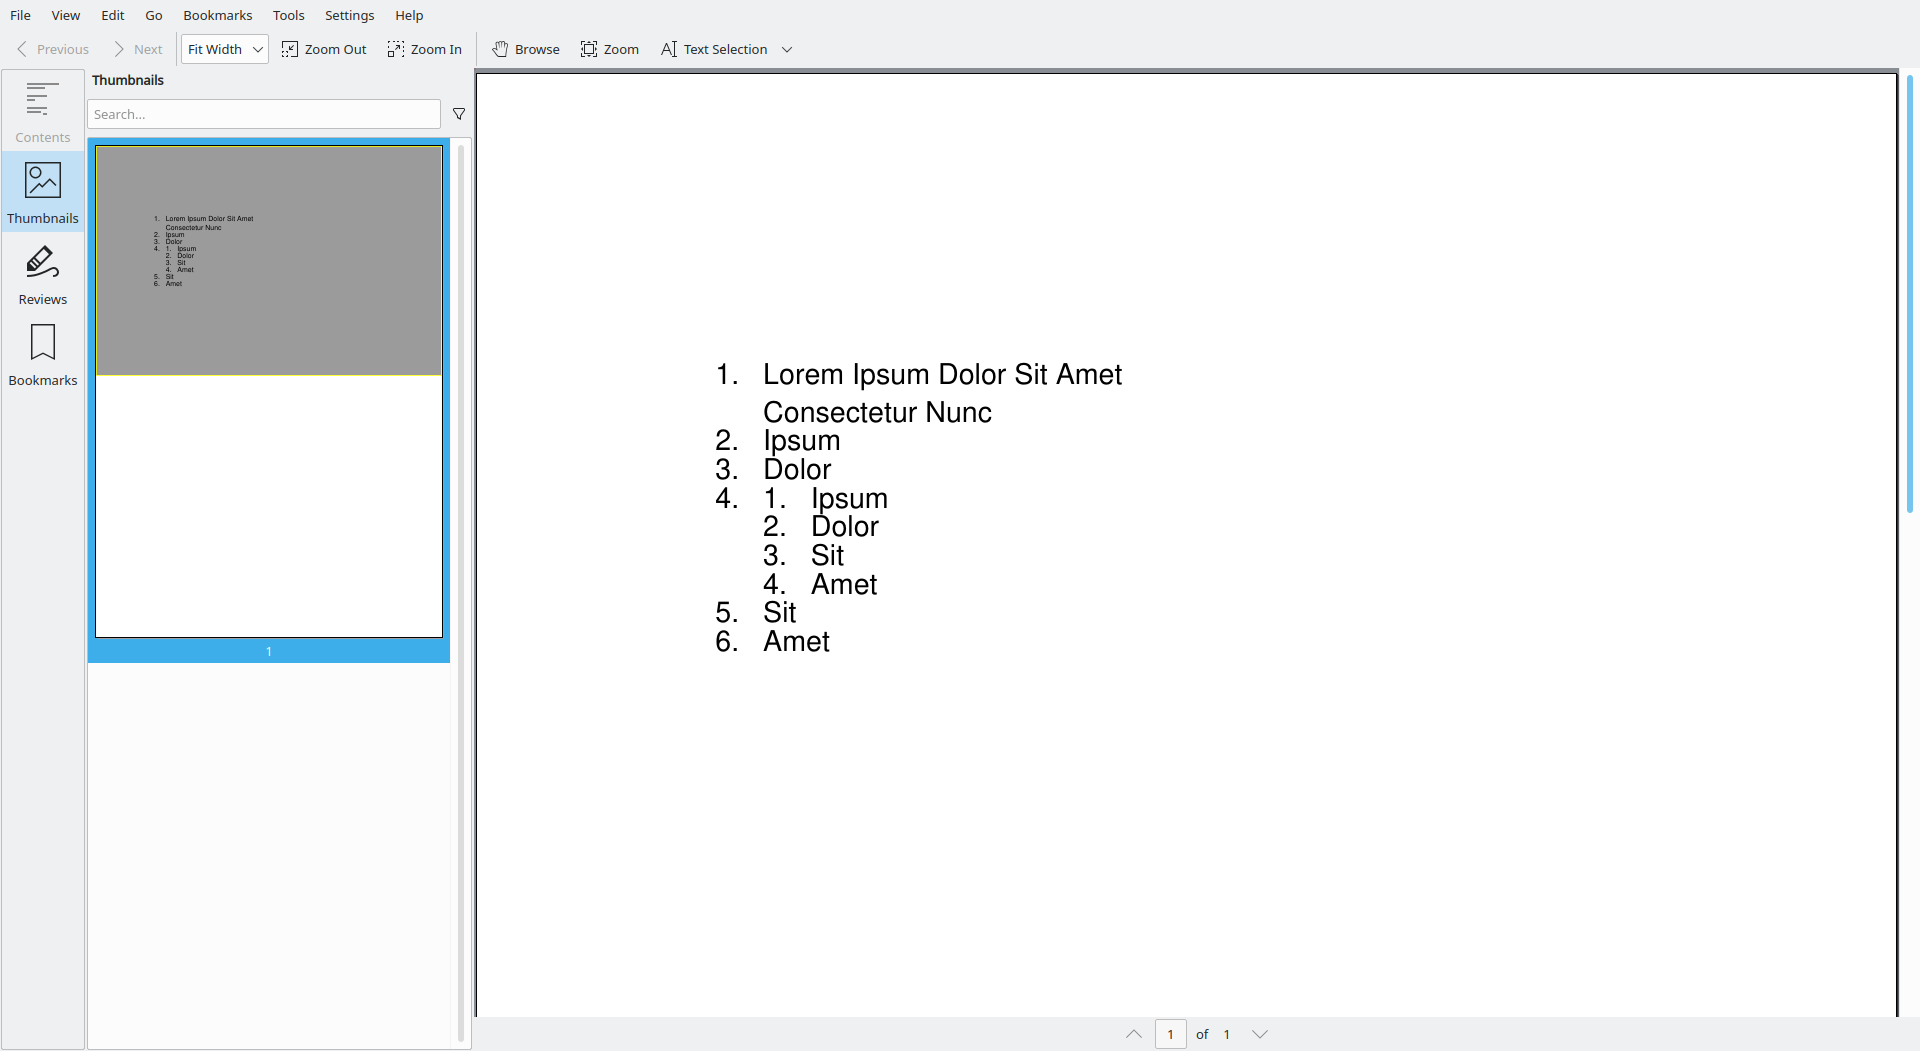 File View Edit Go Bookmarks Tools Settings Help
Previous Next Fit Width Zoom Out Zoom In Browse Zoom Text Selection
Thumbnails
Search...
Contents
Thumbnails
Reviews
Bookmarks
1. Lorem Ipsum Dolor Sit Amet
Consectetur Nunc
2. Ipsum
3. Dolor
4. 1. Ipsum
2. Dolor
3. Sit
4. Amet
5. Sit
6. Amet
1
1. Lorem Ipsum Dolor Sit Amet
Consectetur Nunc
2. Ipsum
3. Dolor
4. 1. Ipsum
2. Dolor
3. Sit
4. Amet
5. Sit
6. Amet
1 of 1